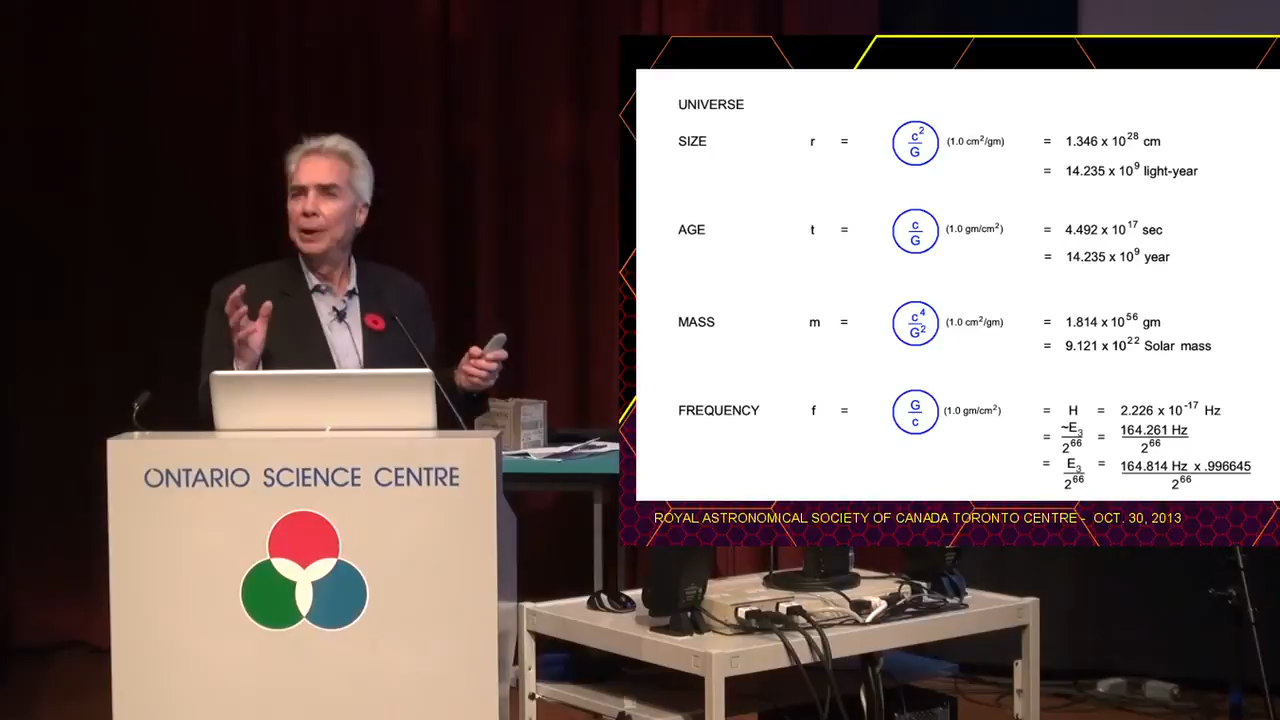 UNIVERSE
SIZE r = c²/G (1.0 cm²/gm) = 1.346 x 10²⁸ cm
= 14.235 x 10⁹ light-year
AGE t = c/G (1.0 gm/cm²) = 4.492 x 10¹⁷ sec
= 14.235 x 10⁹ year
MASS m = c⁴/G² (1.0 cm²/gm) = 1.814 x 10⁵⁶ gm
= 9.121 x 10²² Solar mass
FREQUENCY f = G/c (1.0 gm/cm²) = H = 2.226 x 10⁻¹⁷ Hz
= ~E₃/2⁶⁶ = 164.261 Hz/2⁶⁶
= E₃/2⁶⁶ = 164.814 Hz x .996645/2⁶⁶
ROYAL ASTRONOMICAL SOCIETY OF CANADA TORONTO CENTRE - OCT. 30, 2013
ONTARIO SCIENCE CENTRE